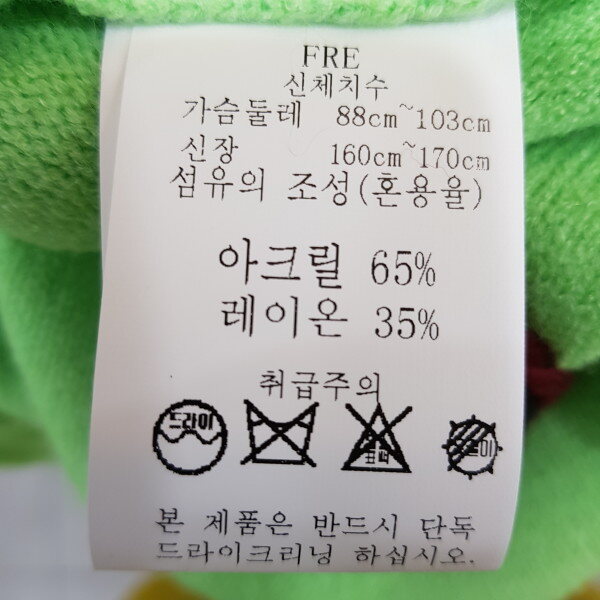 FRE
신체치수
가슴둘레 88cm~103cm
신장 160cm~170cm
섬유의 조성(혼용율)
아크릴 65%
레이온 35%
취급주의
드라이
표백
본 제품은 반드시 단독
드라이크리닝 하십시오.